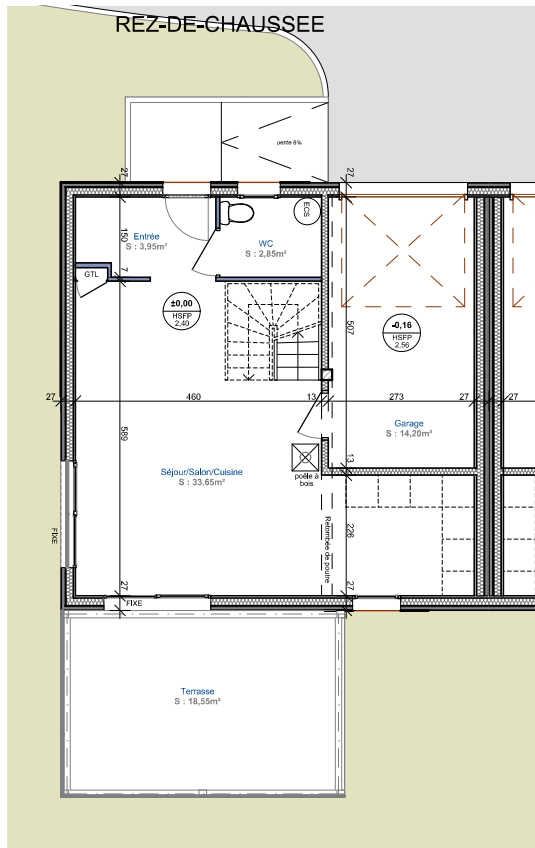 REZ-DE-CHAUSSEE
pente 8%
27
27
Entrée
S : 3,95m²
150
WC
S : 2,85m²
ECS
7
GTL
±0,00
HSFP
2.40
507
-0,16
HSFP
2.56
27
460
13
273
27
27
Garage
S : 14,20m²
589
13
Séjour/Salon/Cuisine
S : 33,65m²
poêle à
bois
FIXE
Retombée de poutre
226
27
27
FIXE
Terrasse
S : 18,55m²